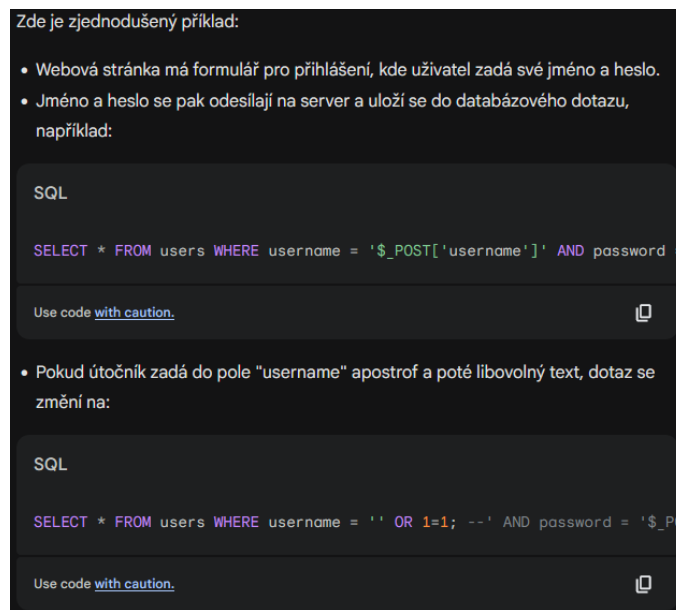 Zde je zjednodušený příklad:
• Webová stránka má formulář pro přihlášení, kde uživatel zadá své jméno a heslo.
• Jméno a heslo se pak odesílají na server a uloží se do databázového dotazu,
například:
SQL
SELECT * FROM users WHERE username = '$_POST['username']' AND password =
Use code with caution.
• Pokud útočník zadá do pole "username" apostrof a poté libovolný text, dotaz se
změní na:
SQL
SELECT * FROM users WHERE username = '' OR 1=1; --' AND password = '$_P
Use code with caution.